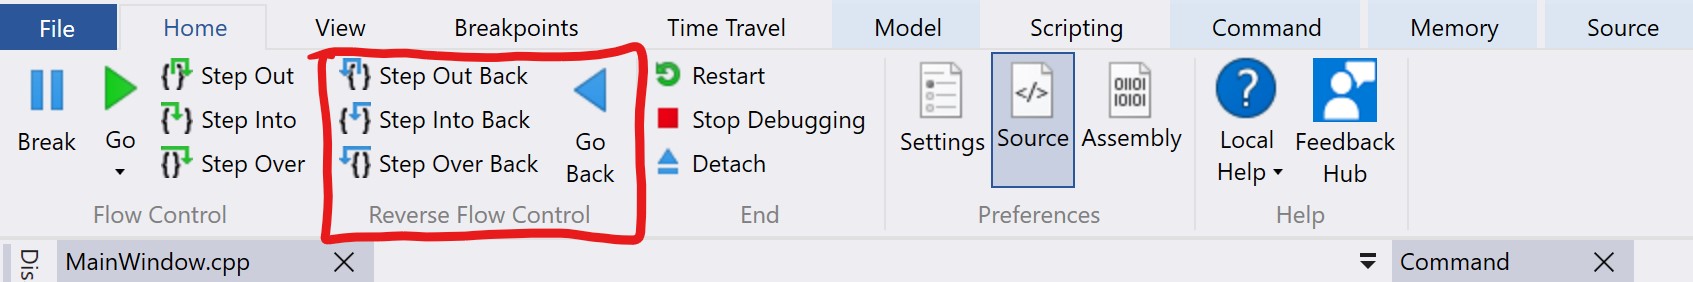 File
Home
View
Breakpoints
Time Travel
Model
Scripting
Command
Memory
Source
Break
Go
Step Out
Step Into
Step Over
Flow Control
Step Out Back
Step Into Back
Step Over Back
Go
Back
Reverse Flow Control
Restart
Stop Debugging
Detach
End
Settings
Source
01101
10101
Assembly
Preferences
Local
Help
Feedback
Hub
Help
Dis
MainWindow.cpp
Command